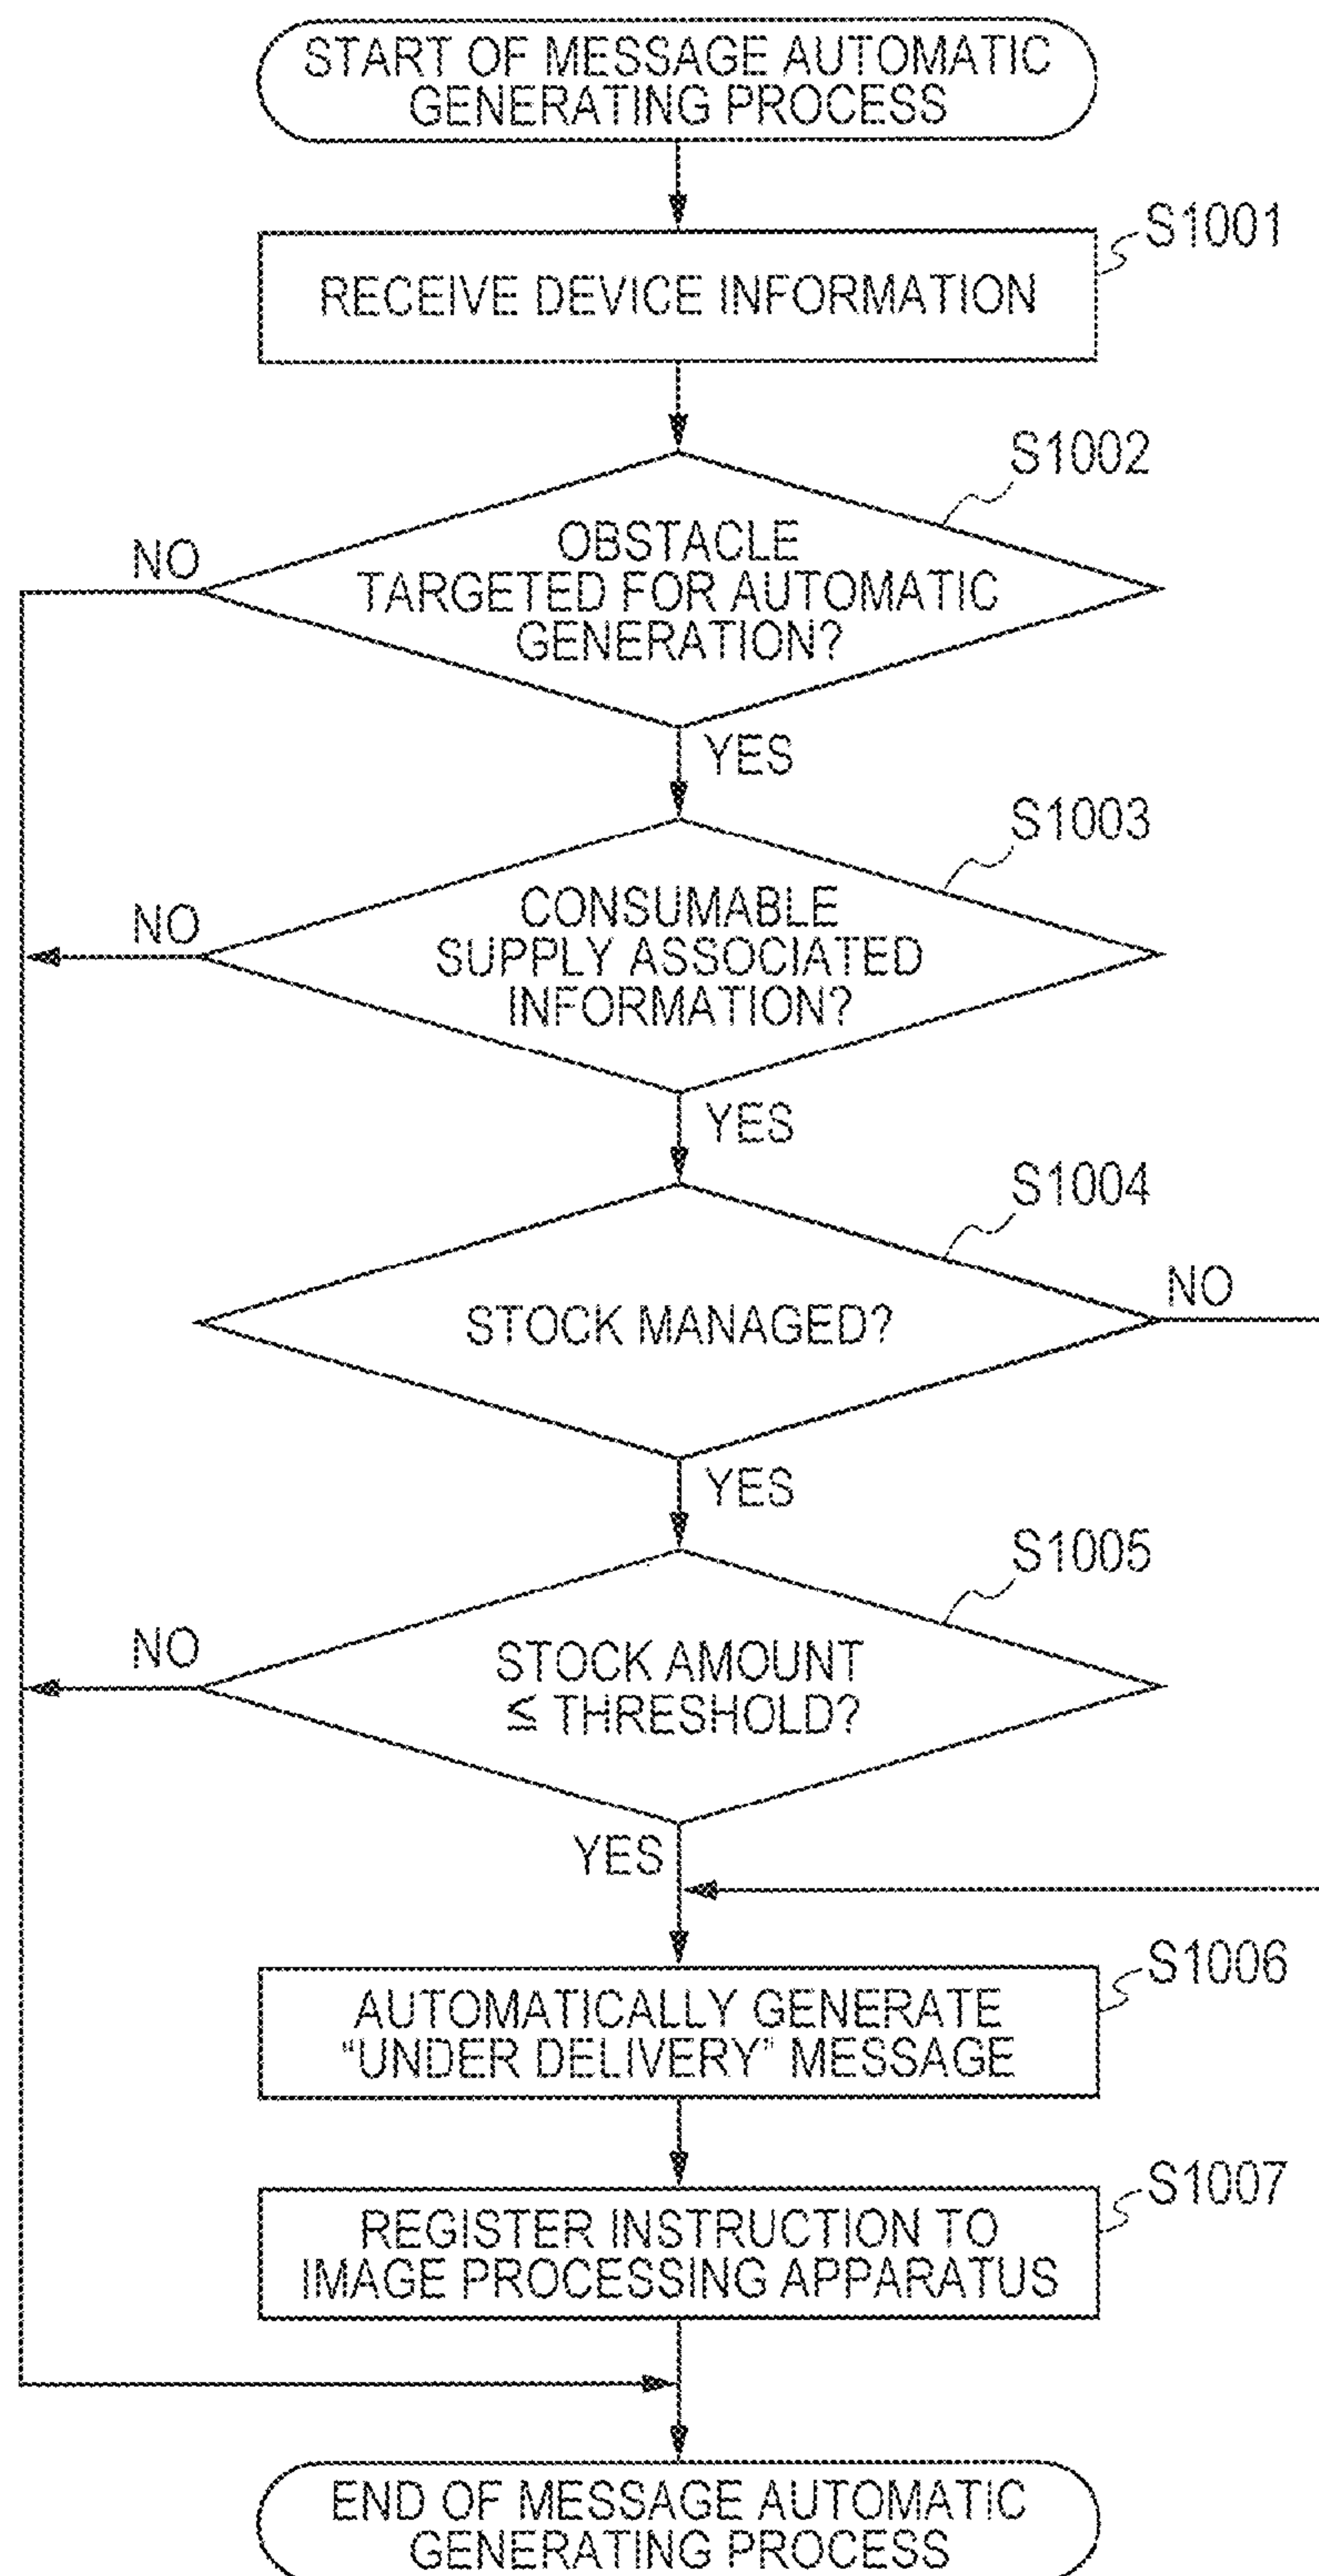 START OF MESSAGE AUTOMATIC
GENERATING PROCESS
S1001
RECEIVE DEVICE INFORMATION
S1002
NO
OBSTACLE
TARGETED FOR AUTOMATIC
GENERATION?
YES
S1003
NO
CONSUMABLE
SUPPLY ASSOCIATED
INFORMATION?
YES
S1004
NO
STOCK MANAGED?
YES
S1005
NO
STOCK AMOUNT
≦ THRESHOLD?
YES
S1006
AUTOMATICALLY GENERATE
“UNDER DELIVERY” MESSAGE
S1007
REGISTER INSTRUCTION TO
IMAGE PROCESSING APPARATUS
END OF MESSAGE AUTOMATIC
GENERATING PROCESS